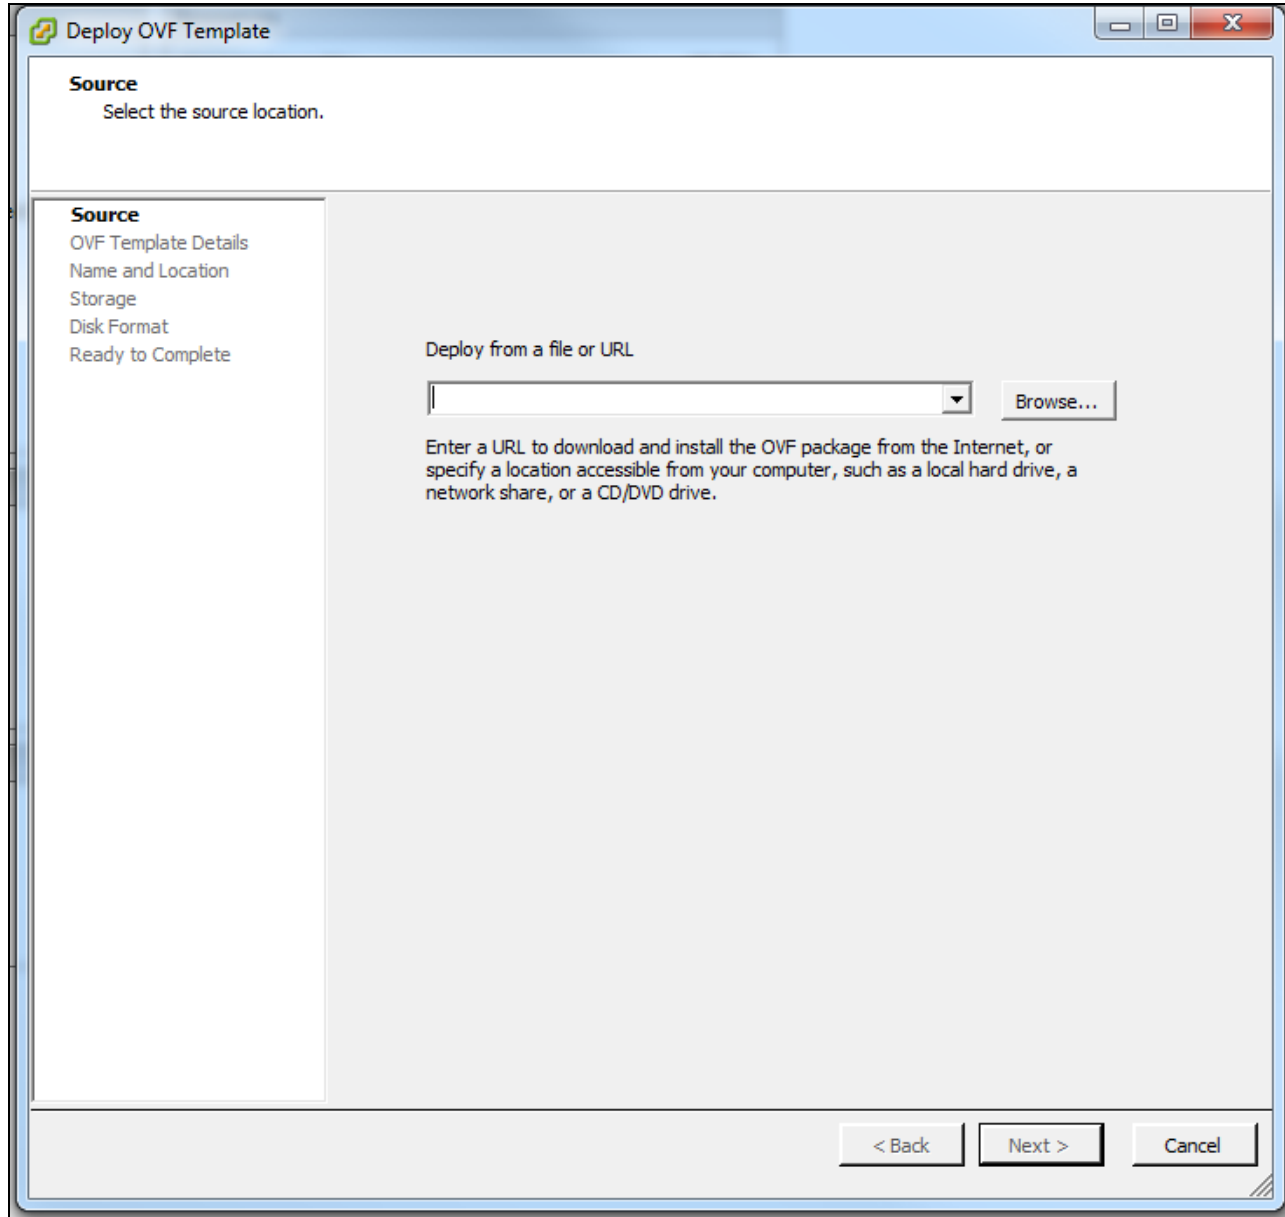 Deploy OVF Template
Source
Select the source location.
Source
OVF Template Details
Name and Location
Storage
Disk Format
Ready to Complete
Deploy from a file or URL
Browse...
Enter a URL to download and install the OVF package from the Internet, or
specify a location accessible from your computer, such as a local hard drive, a
network share, or a CD/DVD drive.
< Back
Next >
Cancel